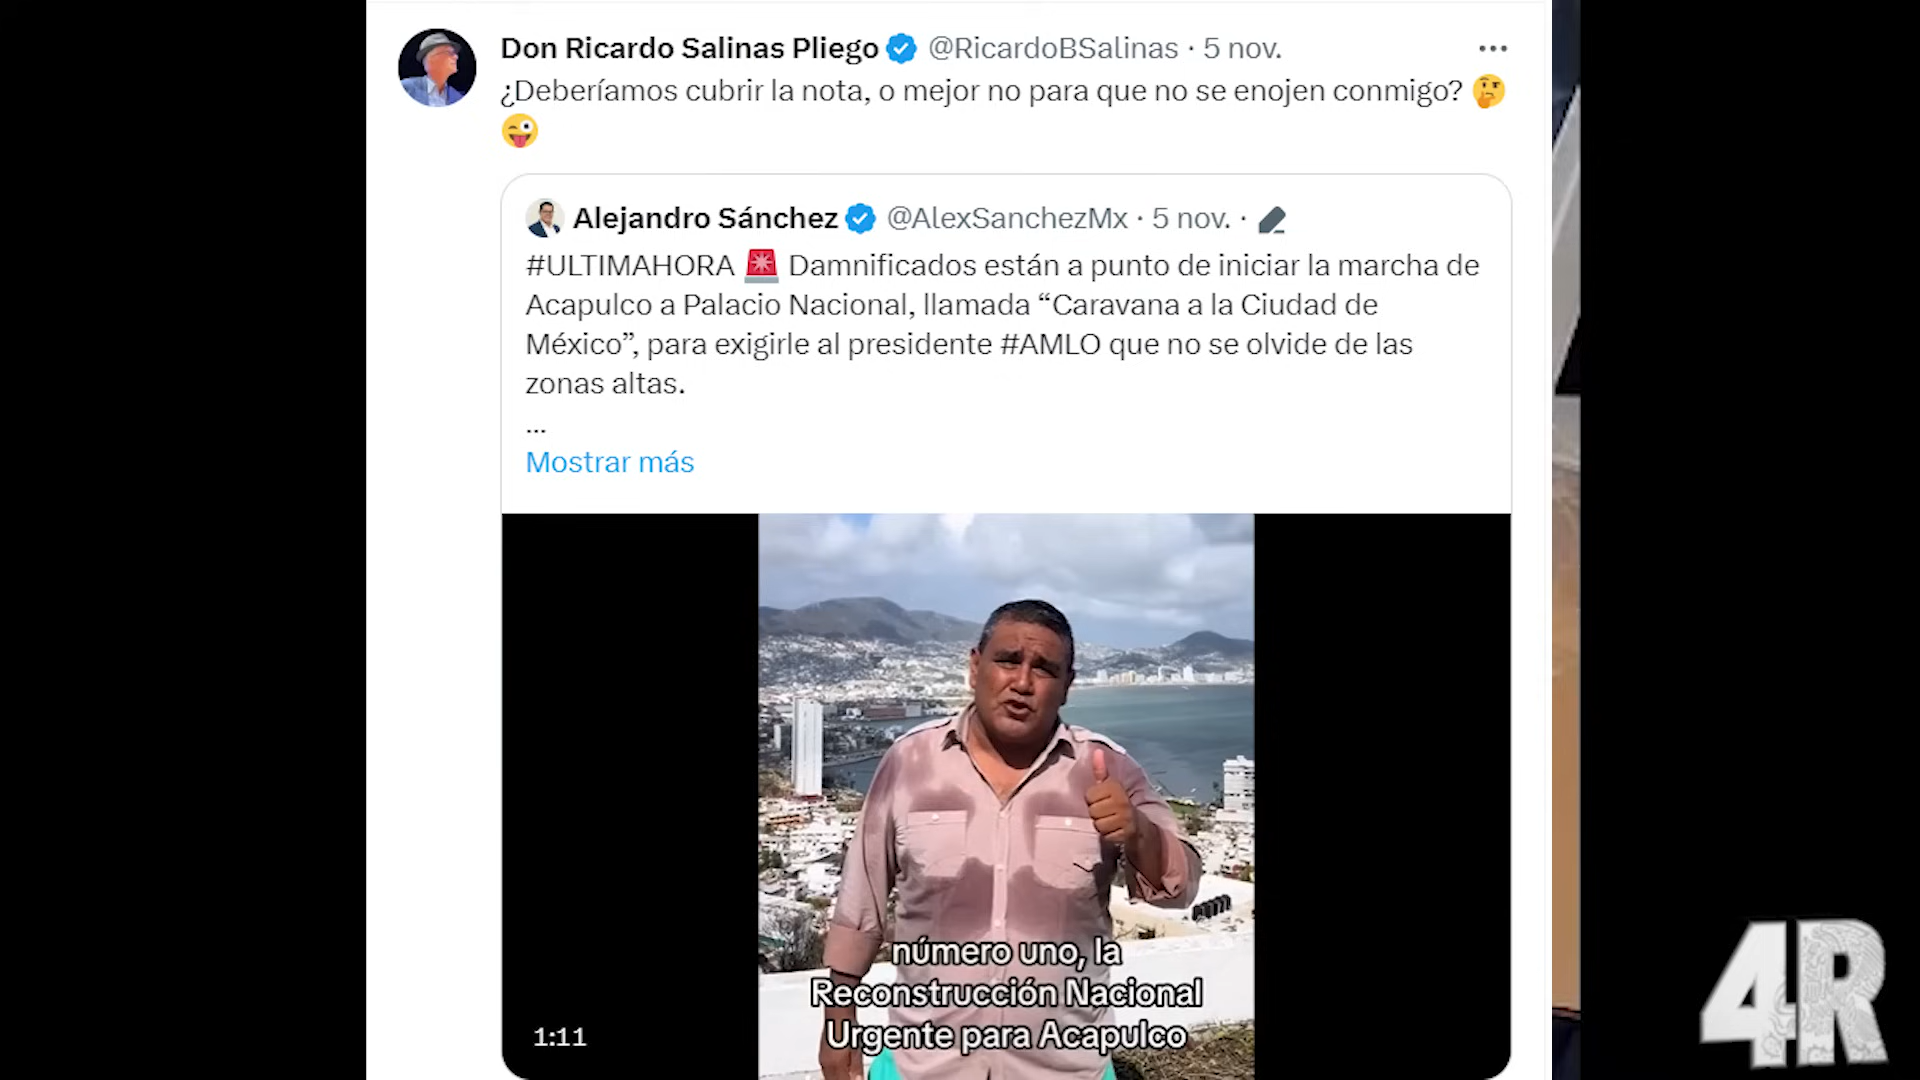 Don Ricardo Salinas Pliego @RicardoBSalinas · 5 nov.
¿Deberíamos cubrir la nota, o mejor no para que no se enojen conmigo? 🤔
😜
Alejandro Sánchez @AlexSanchezMx · 5 nov. ·
#ULTIMAHORA 🚨 Damnificados están a punto de iniciar la marcha de
Acapulco a Palacio Nacional, llamada “Caravana a la Ciudad de
México”, para exigirle al presidente #AMLO que no se olvide de las
zonas altas.
...
Mostrar más
número uno, la
Reconstrucción Nacional
Urgente para Acapulco
1:11
4R